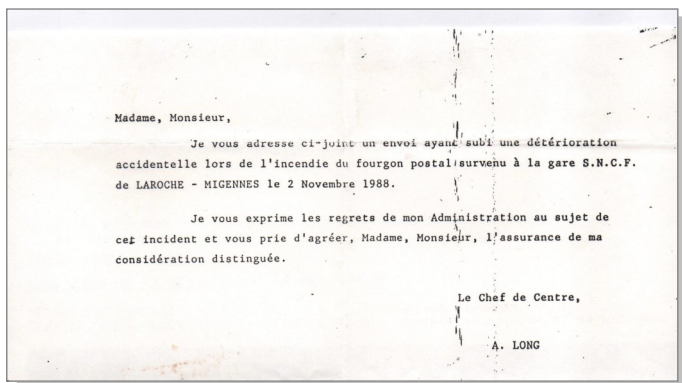 Madame, Monsieur,
Je vous adresse ci-joint un envoi ayant subi une détérioration
accidentelle lors de l'incendie du fourgon postal survenu à la gare S.N.C.F.
de LAROCHE - MIGENNES le 2 Novembre 1988.
Je vous exprime les regrets de mon Administration au sujet de
cet incident et vous prie d'agréer, Madame, Monsieur, l'assurance de ma
considération distinguée.
Le Chef de Centre,
A. LONG